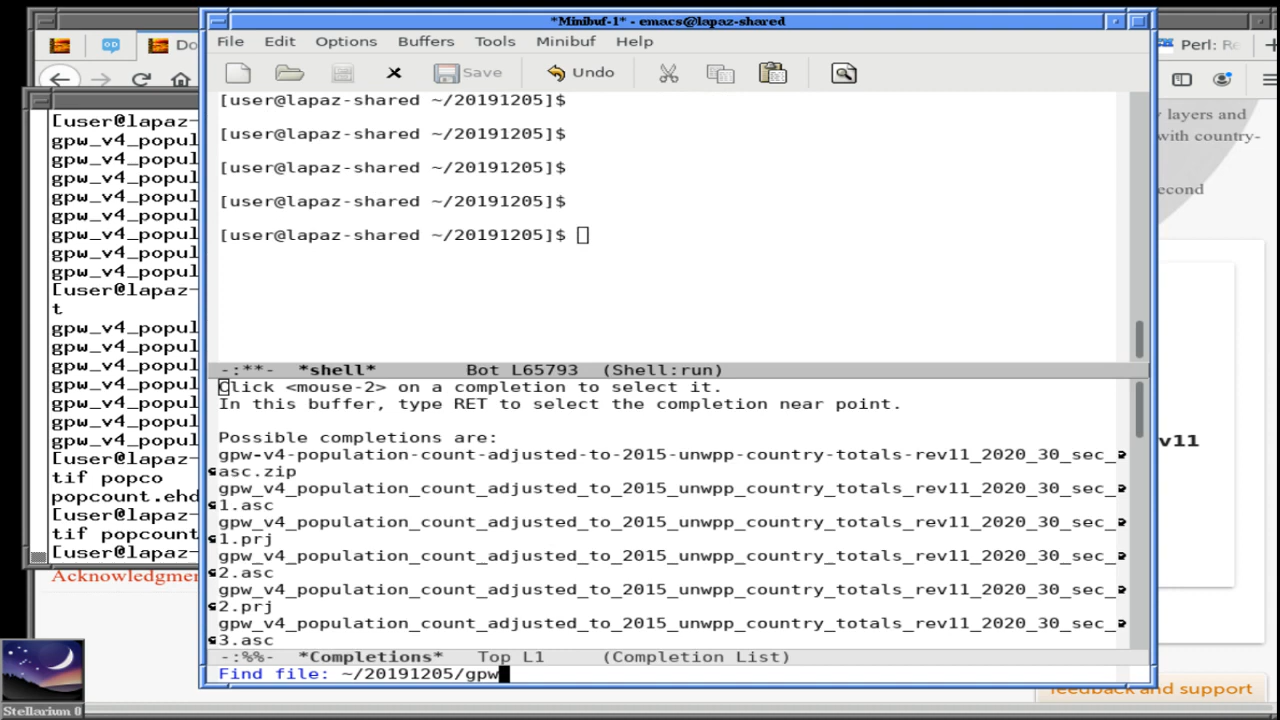 *Minibuf-1* - emacs@lapaz-shared
File Edit Options Buffers Tools Minibuf Help
Save Undo
[user@lapaz-shared ~/20191205]$
[user@lapaz-shared ~/20191205]$
[user@lapaz-shared ~/20191205]$
[user@lapaz-shared ~/20191205]$
[user@lapaz-shared ~/20191205]$
-:**- *shell* Bot L65793 (Shell:run)
Click <mouse-2> on a completion to select it.
In this buffer, type RET to select the completion near point.
Possible completions are:
gpw-v4-population-count-adjusted-to-2015-unwpp-country-totals-rev11_2020_30_sec_
asc.zip
gpw_v4_population_count_adjusted_to_2015_unwpp_country_totals_rev11_2020_30_sec_
1.asc
gpw_v4_population_count_adjusted_to_2015_unwpp_country_totals_rev11_2020_30_sec_
1.prj
gpw_v4_population_count_adjusted_to_2015_unwpp_country_totals_rev11_2020_30_sec_
2.asc
gpw_v4_population_count_adjusted_to_2015_unwpp_country_totals_rev11_2020_30_sec_
2.prj
gpw_v4_population_count_adjusted_to_2015_unwpp_country_totals_rev11_2020_30_sec_
3.asc
-:%%- *Completions* Top L1 (Completion List)
Find file: ~/20191205/gpw
Do
[user@lapaz-
gpw_v4_popul
gpw_v4_popul
gpw_v4_popul
gpw_v4_popul
gpw_v4_popul
gpw_v4_popul
gpw_v4_popul
gpw_v4_popul
[user@lapaz-
t
gpw_v4_popul
gpw_v4_popul
gpw_v4_popul
gpw_v4_popul
gpw_v4_popul
gpw_v4_popul
gpw_v4_popul
[user@lapaz-
tif popco
popcount.ehd
[user@lapaz-
tif popcount
[user@lapaz-
Acknowledgmen
Stellarium 0
Perl: Re
layers and
with country-
econd
v11
feedback and support